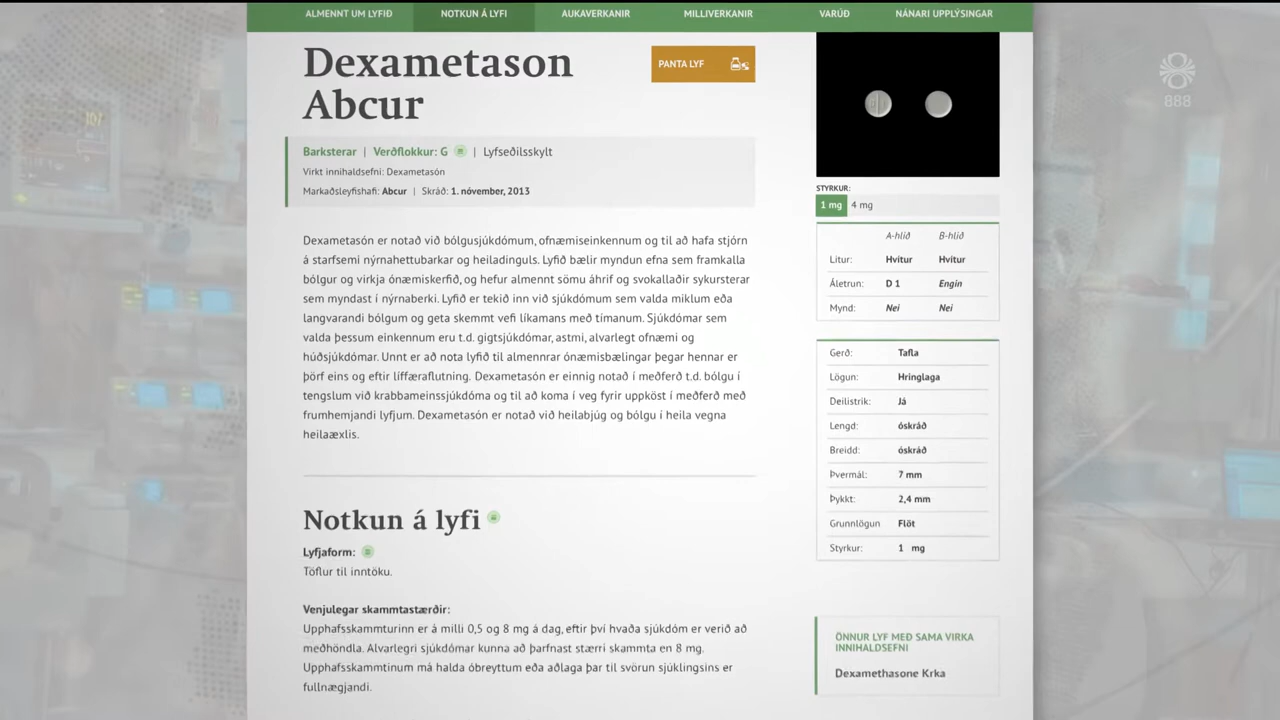 ALMENNT UM LYFIÐ
NOTKUN Á LYFI
AUKAVERKANIR
MILLIVERKANIR
VARÚÐ
NÁNARI UPPLÝSINGAR
Dexametason
Abcur
PANTA LYF
Barksterar | Verðflokkur: G | Lyfseðilsskylt
Virkt innihaldsefni: Dexametasón
Markaðsleyfishafi: Abcur | Skráð: 1. nóvember, 2013
Dexametasón er notað við bólgusjúkdómum, ofnæmiseinkennum og til að hafa stjórn
á starfsemi nýrnahettubarkar og heiladinguls. Lyfið bælir myndun efna sem framkalla
bólgur og virkja ónæmiskerfið, og hefur almennt sömu áhrif og svokallaðir sykursterar
sem myndast í nýrnaberki. Lyfið er tekið inn við sjúkdómum sem valda miklum eða
langvarandi bólgum og geta skemmt vefi líkamans með tímanum. Sjúkdómar sem
valda þessum einkennum eru t.d. gigtsjúkdómar, astmi, alvarlegt ofnæmi og
húðsjúkdómar. Unnt er að nota lyfið til almennrar ónæmisbælingar þegar hennar er
þörf eins og eftir líffæraflutning. Dexametasón er einnig notað í meðferð t.d. bólgu í
tengslum við krabbameinssjúkdóma og til að koma í veg fyrir uppköst í meðferð með
frumhemjandi lyfjum. Dexametasón er notað við heilabjúg og bólgu í heila vegna
heilaæxlis.
Notkun á lyfi
Lyfjaform:
Töflur til inntöku.
Venjulegar skammtastærðir:
Upphafsskammturinn er á milli 0,5 og 8 mg á dag, eftir því hvaða sjúkdóm er verið að
meðhöndla. Alvarlegri sjúkdómar kunna að þarfnast stærri skammta en 8 mg.
Upphafsskammtinum má halda óbreyttum eða aðlaga þar til svörun sjúklingsins er
fullnægjandi.
STYRKUR:
1 mg 4 mg
A-hlið B-hlið
Litur: Hvítur Hvítur
Áletrun: D 1 Engin
Mynd: Nei Nei
Gerð: Tafla
Lögun: Hringlaga
Deilistrik: Já
Lengd: óskráð
Breidd: óskráð
Þvermál: 7 mm
Þykkt: 2,4 mm
Grunnlögun Flöt
Styrkur: 1 mg
ÖNNUR LYF MEÐ SAMA VIRKA
INNIHALDSEFNI
Dexamethasone Krka
888